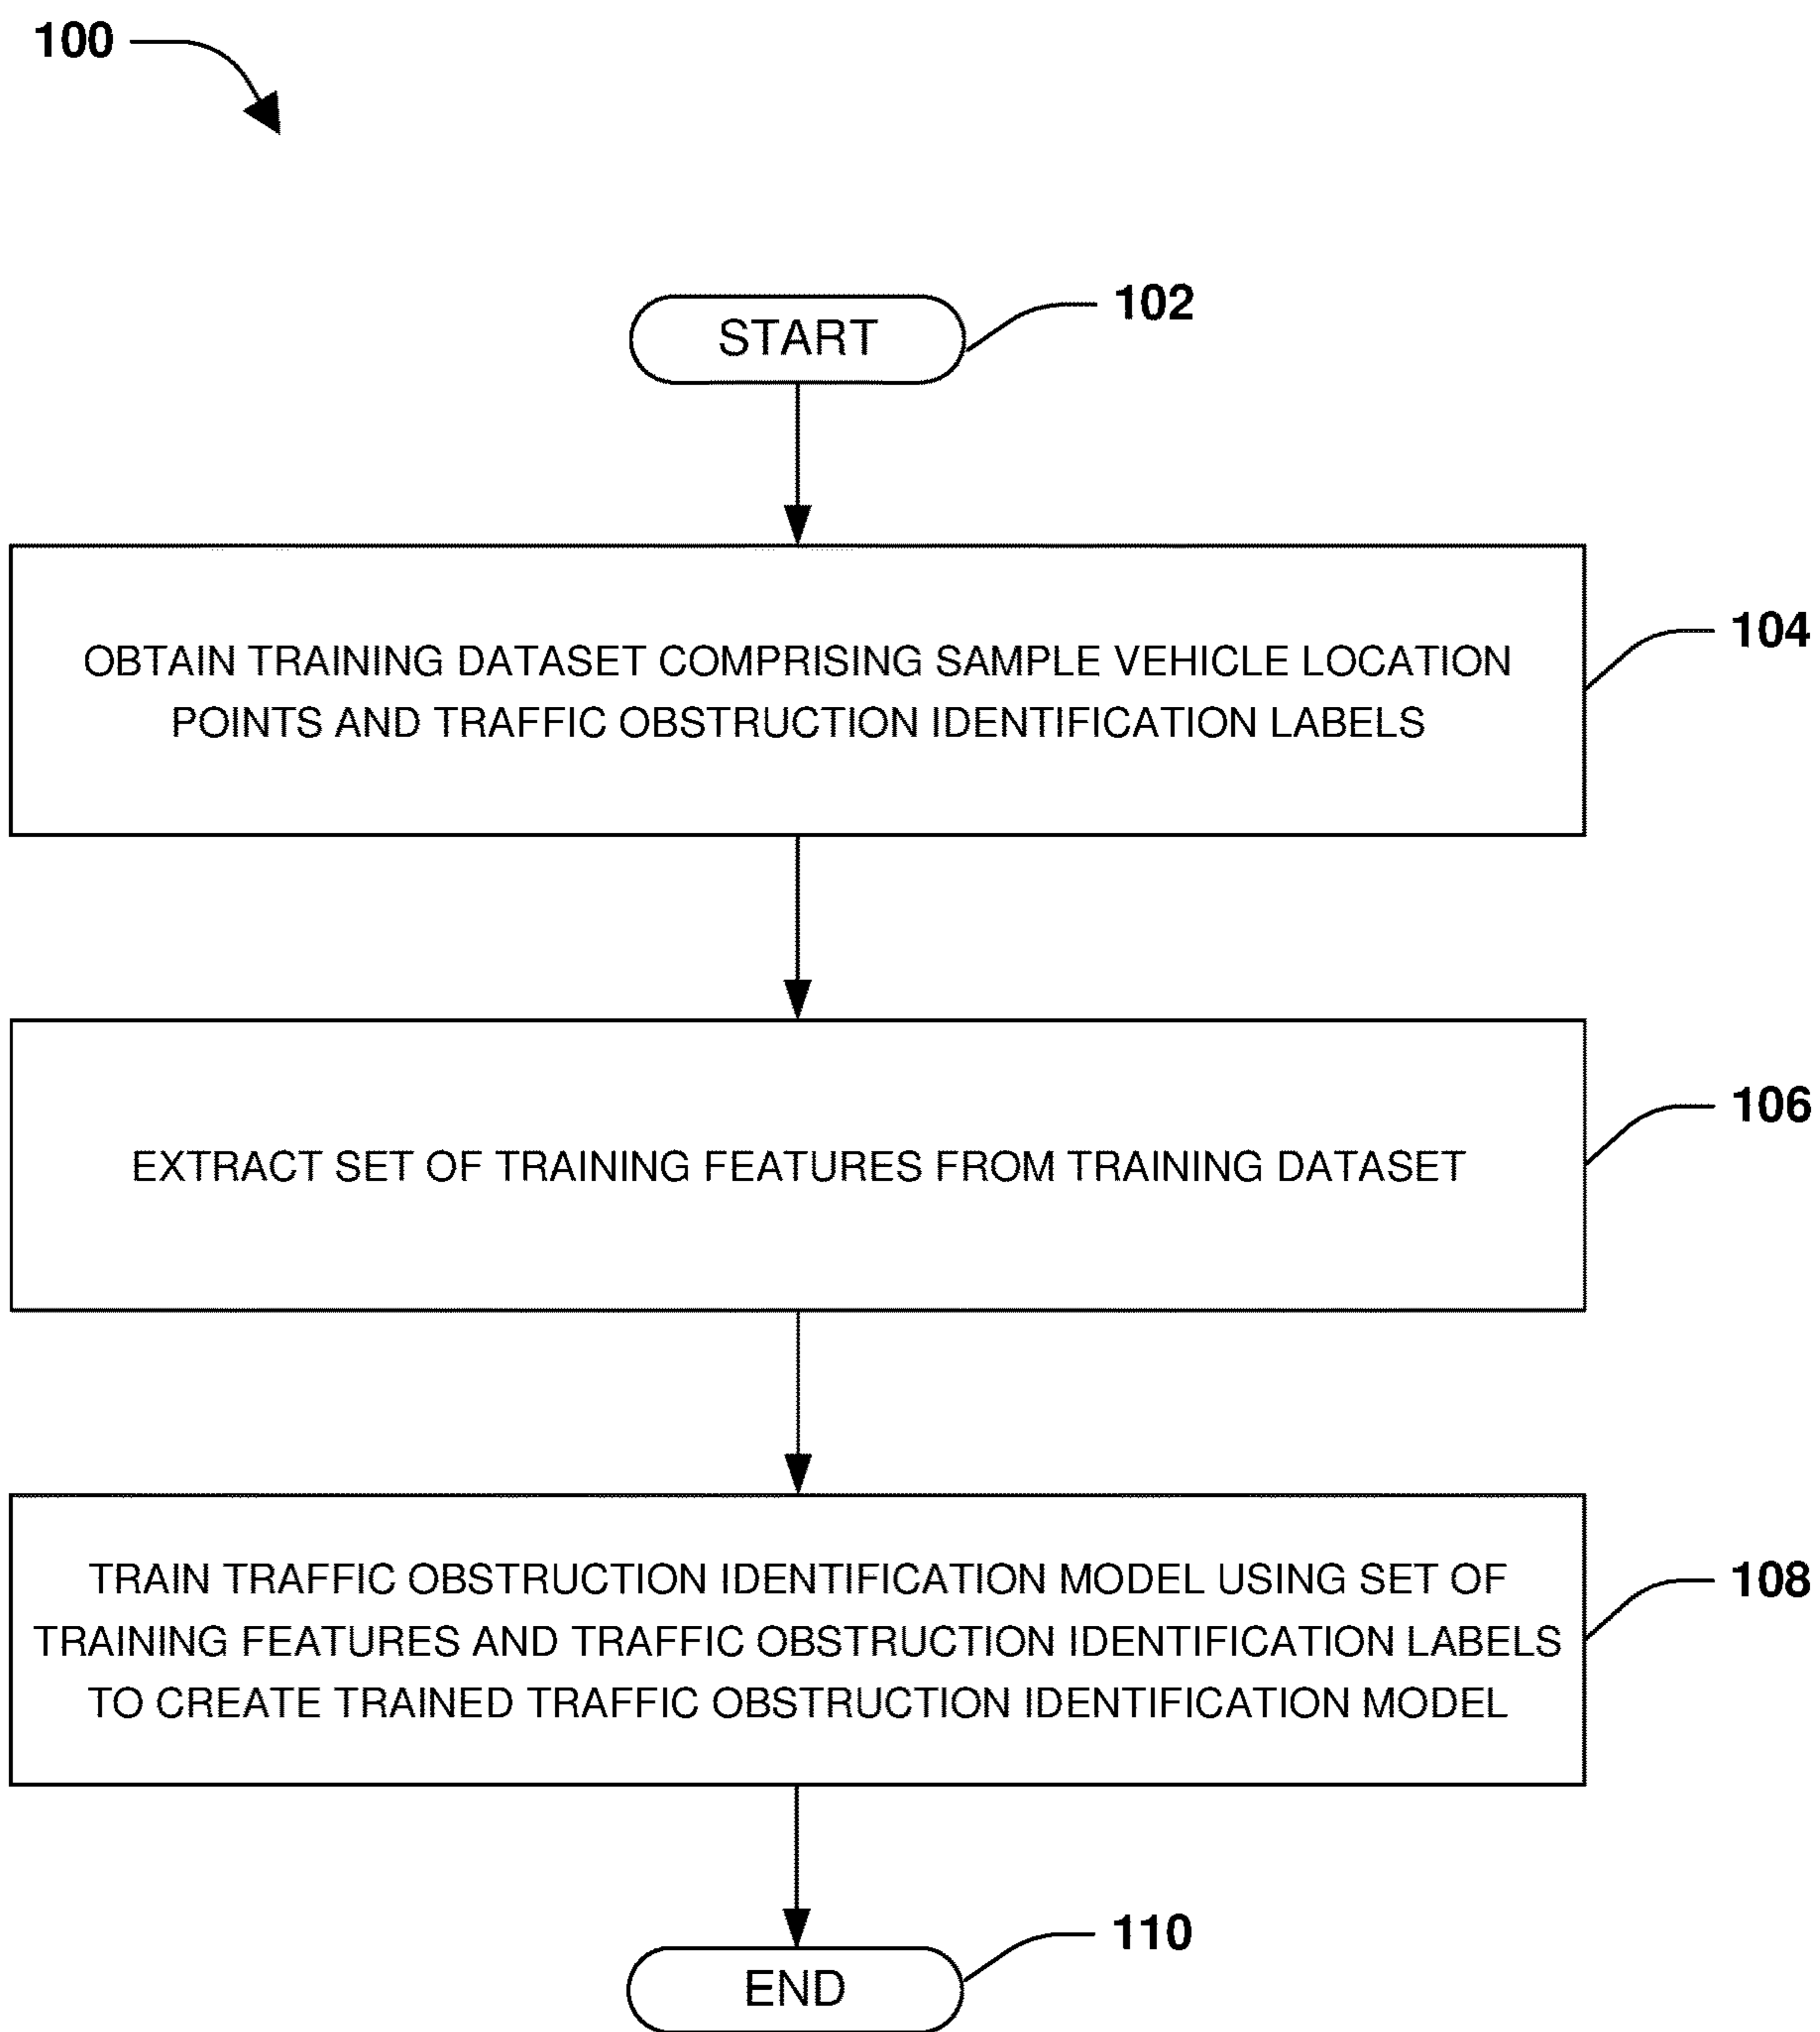 100
START
102
OBTAIN TRAINING DATASET COMPRISING SAMPLE VEHICLE LOCATION
POINTS AND TRAFFIC OBSTRUCTION IDENTIFICATION LABELS
104
EXTRACT SET OF TRAINING FEATURES FROM TRAINING DATASET
106
TRAIN TRAFFIC OBSTRUCTION IDENTIFICATION MODEL USING SET OF
TRAINING FEATURES AND TRAFFIC OBSTRUCTION IDENTIFICATION LABELS
TO CREATE TRAINED TRAFFIC OBSTRUCTION IDENTIFICATION MODEL
108
END
110